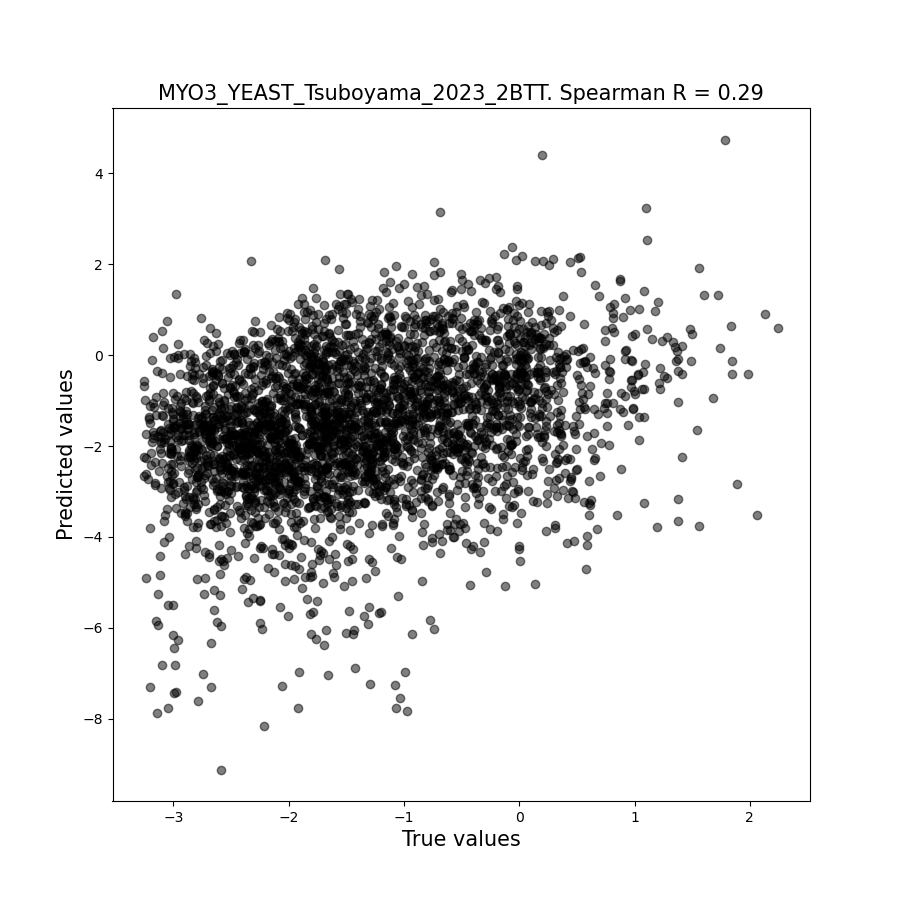 MYO3_YEAST_Tsuboyama_2023_2BTT. Spearman R = 0.29
4
2
0
−2
−4
−6
−8
Predicted values
−3 −2 −1 0 1 2
True values